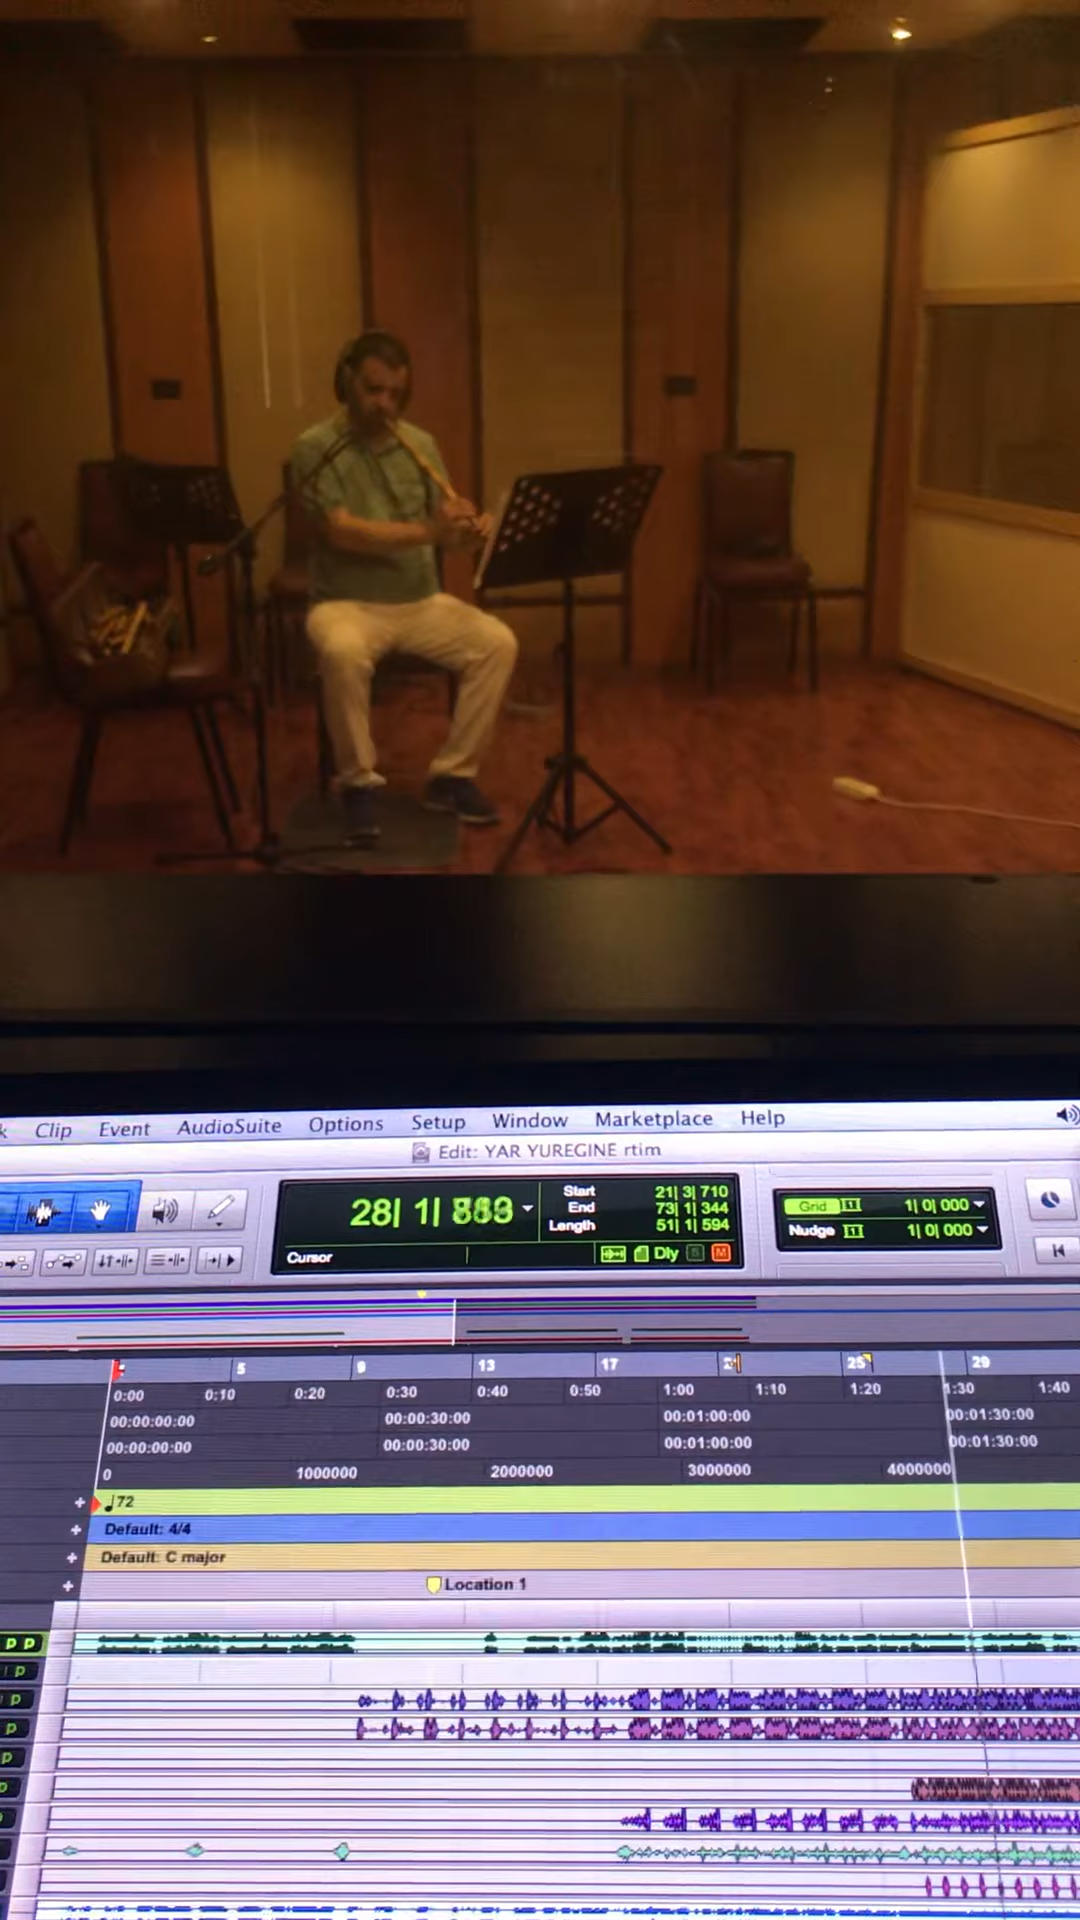 Clip Event AudioSuite Options Setup Window Marketplace Help
Edit: YAR YUREGINE rtim
28| 1|
Start 21| 3| 710
End 73| 1| 344
Length 51| 1| 594
Cursor
Dly
M
Grid 1| 0| 000
Nudge 1| 0| 000
5 9 13 17 25 29
0:00 0:10 0:20 0:30 0:40 0:50 1:00 1:10 1:20 1:30 1:40
00:00:00:00 00:00:30:00 00:01:00:00 00:01:30:00
00:00:00:00 00:00:30:00 00:01:00:00 00:01:30:00
0 1000000 2000000 3000000 4000000
72
Default: 4/4
Default: C major
Location 1
p p
p
p
p
p